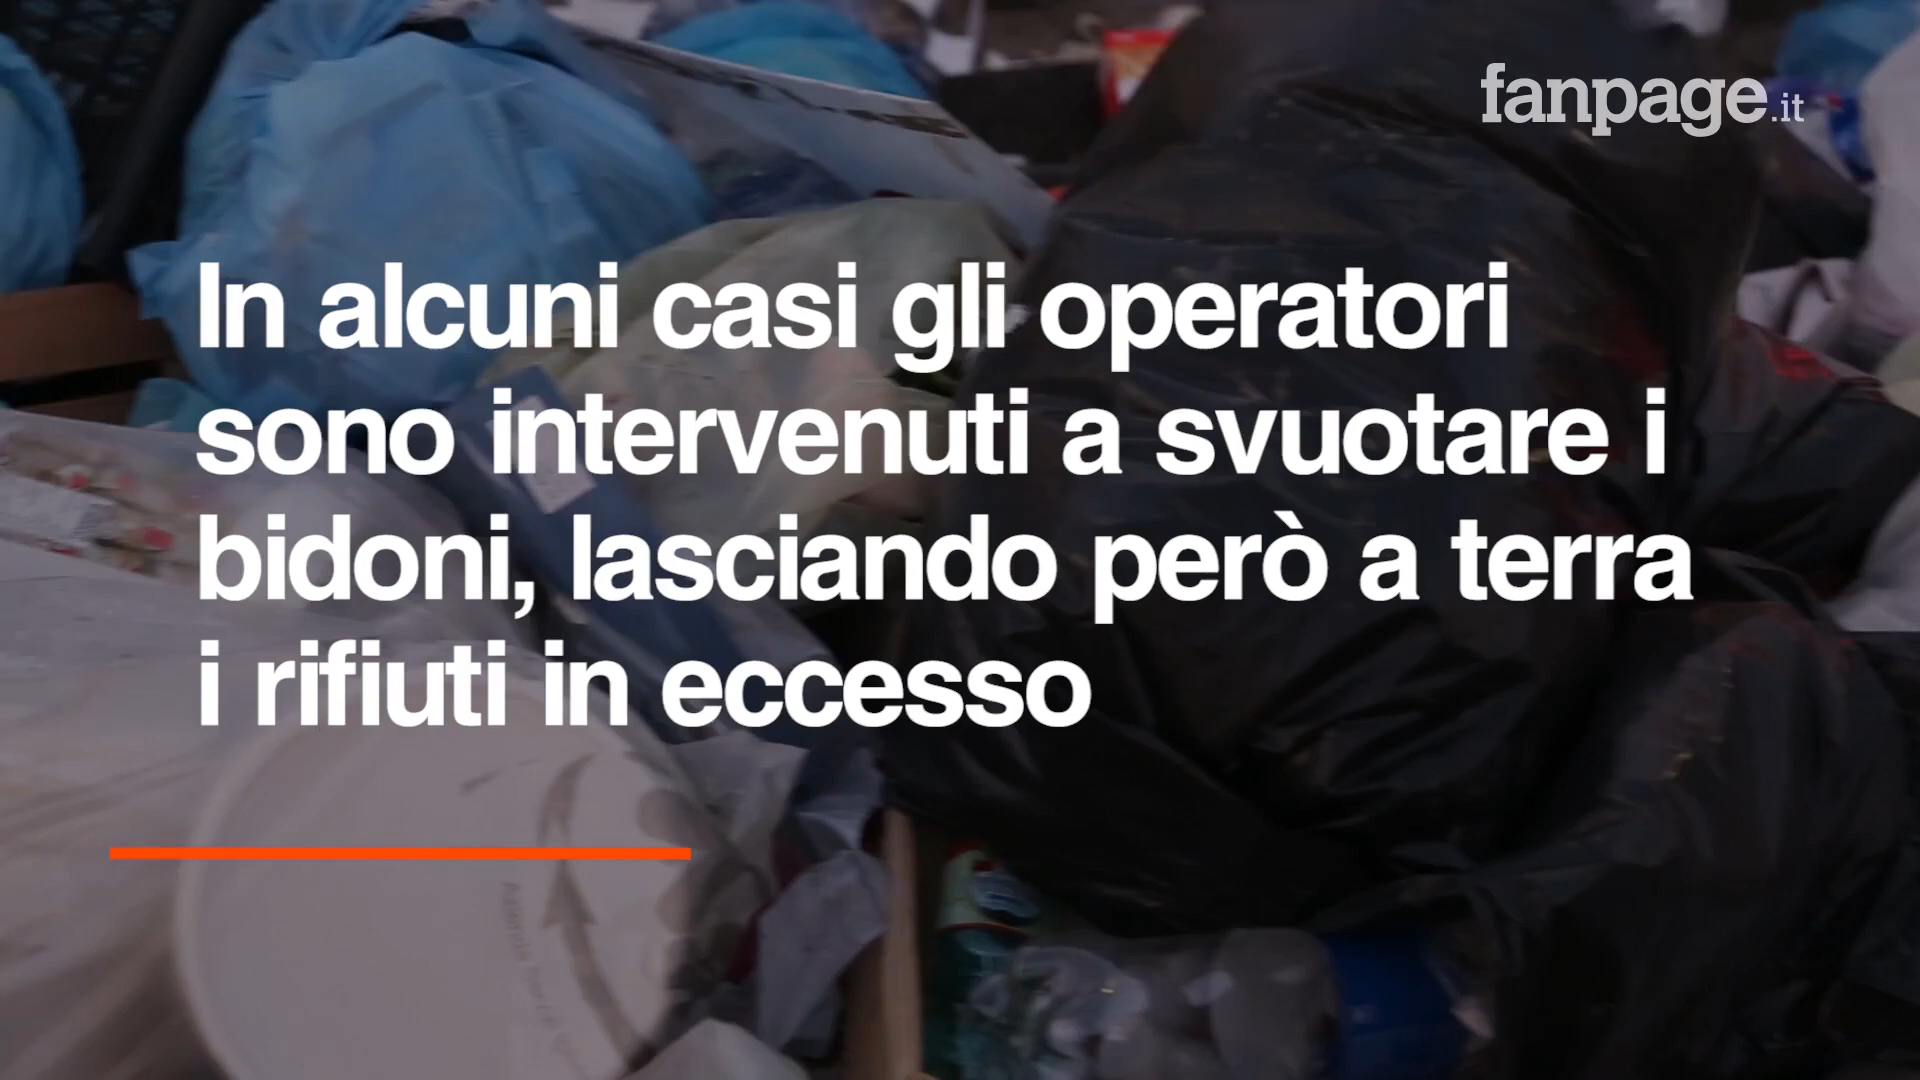 fanpage.it
In alcuni casi gli operatori
sono intervenuti a svuotare i
bidoni, lasciando però a terra
i rifiuti in eccesso